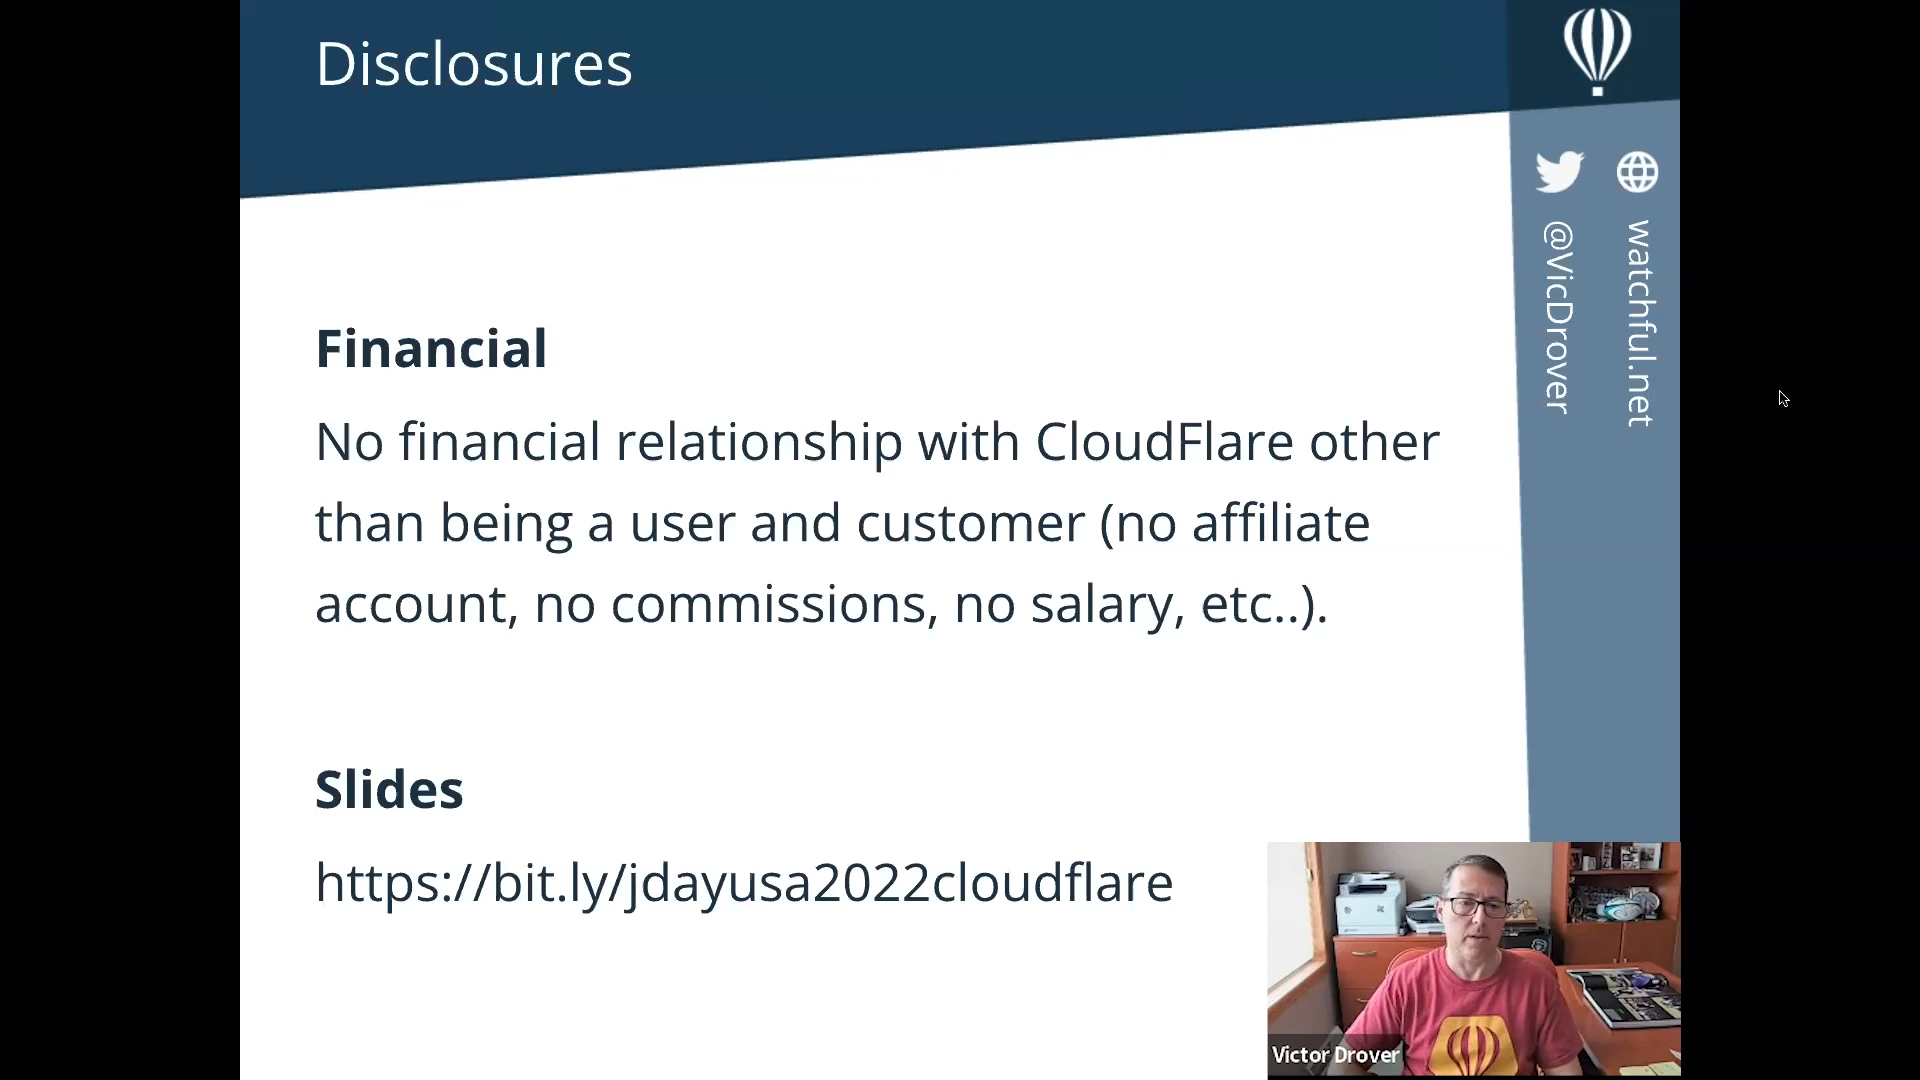 Disclosures
@VicDrover
watchful.net
Financial
No financial relationship with CloudFlare other
than being a user and customer (no affiliate
account, no commissions, no salary, etc..).
Slides
https://bit.ly/jdayusa2022cloudflare
Victor Drover